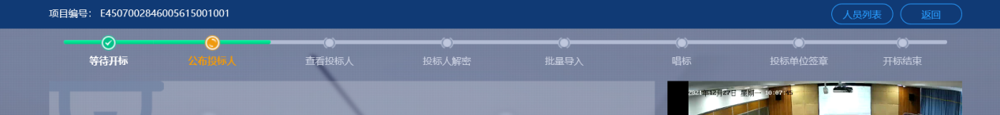 项目编号： E4507002846005615001001
人员列表
返回
等待开标
公布投标人
查看投标人
投标人解密
批量导入
唱标
投标单位签章
开标结束
2021年12月27日 星期一 10:07:45